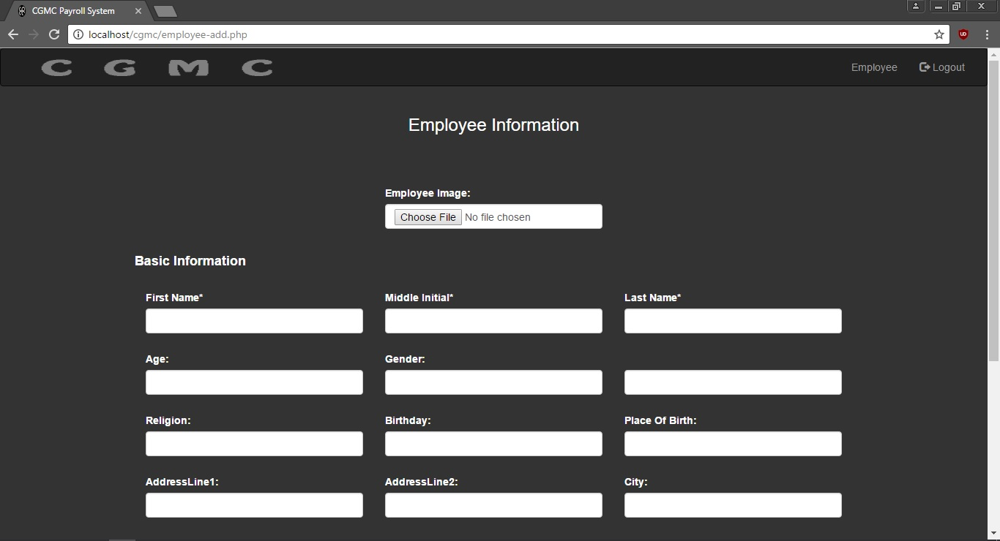 CGMC Payroll System
localhost/cgmc/employee-add.php
C G M C
Employee Logout
Employee Information
Employee Image:
Choose File No file chosen
Basic Information
First Name* Middle Initial* Last Name*
Age: Gender:
Religion: Birthday: Place Of Birth:
AddressLine1: AddressLine2: City: